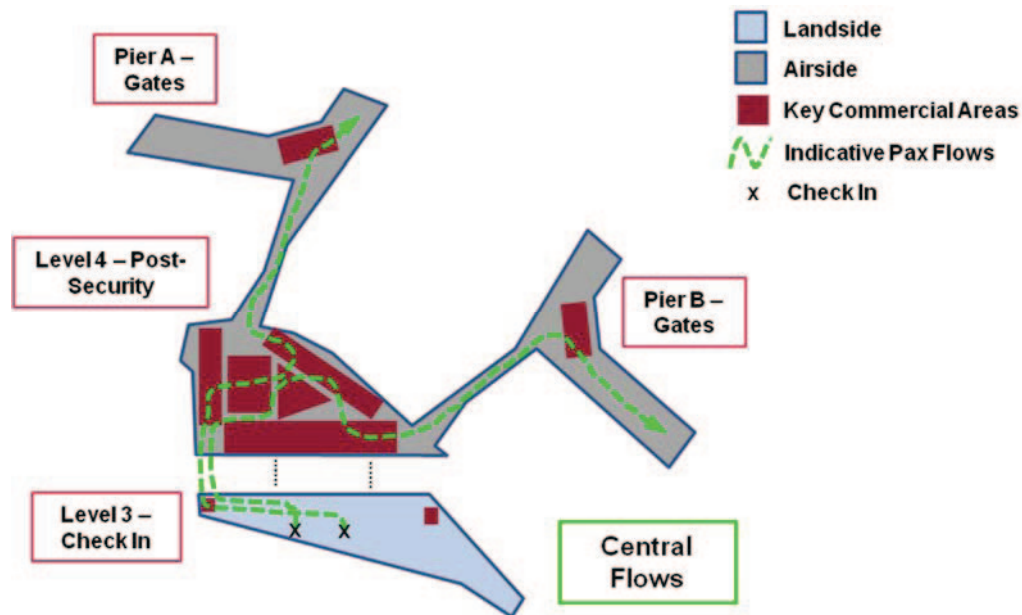 Pier A –
Gates
Landside
Airside
Key Commercial Areas
Indicative Pax Flows
x Check In
Level 4 – Post-
Security
Pier B –
Gates
Level 3 –
Check In
X
X
Central
Flows